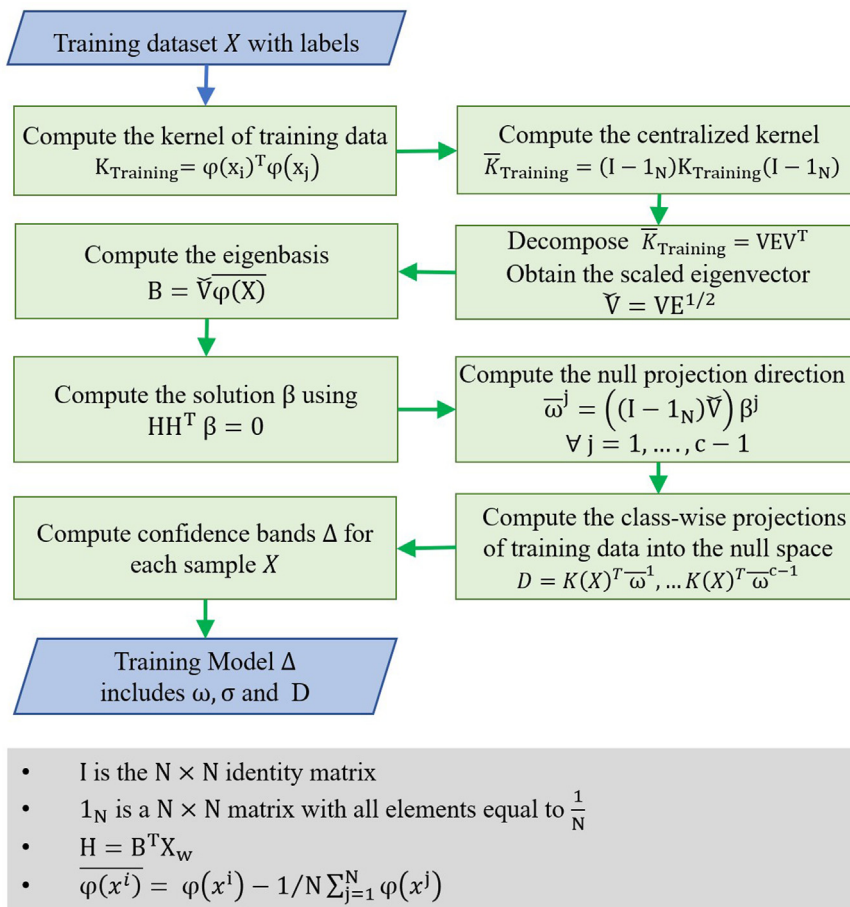 Training dataset X with labels
Compute the kernel of training data
K_Training = φ(x_i)^T φ(x_j)
Compute the centralized kernel
K̅_Training = (I − 1_N)K_Training(I − 1_N)
Decompose K̅_Training = VEV^T
Obtain the scaled eigenvector
V̌ = VE^{1/2}
Compute the eigenbasis
B = V̌\overline{φ(X)}
Compute the solution β using
HH^T β = 0
Compute the null projection direction
ω̅^j = ((I − 1_N)V̌) β^j
∀ j = 1, …. , c − 1
Compute the class-wise projections
of training data into the null space
D = K(X)^T ω̅^1, … K(X)^T ω̅^{c−1}
Compute confidence bands Δ for
each sample X
Training Model Δ
includes ω, σ and D
• I is the N × N identity matrix
• 1_N is a N × N matrix with all elements equal to 1/N
• H = B^T X_w
• \overline{φ(x^i)} = φ(x^i) − 1/N ∑_{j=1}^{N} φ(x^j)